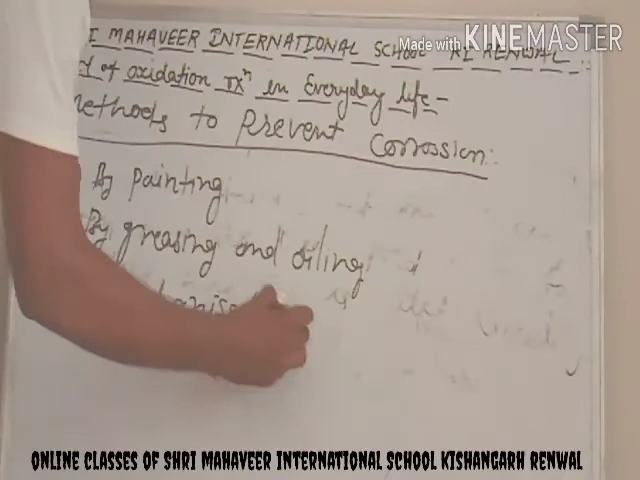 I MAHAVEER INTERNATIONAL SCHOOL KI RENWAL
Made with KINEMASTER
of oxidation in Everyday life-
methods to Prevent Corrossion:
By painting
By greasing and oiling
ONLINE CLASSES OF SHRI MAHAVEER INTERNATIONAL SCHOOL KISHANGARH RENWAL